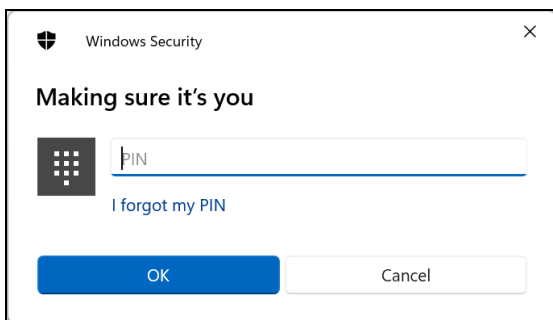 Windows Security
Making sure it's you
PIN
I forgot my PIN
OK
Cancel